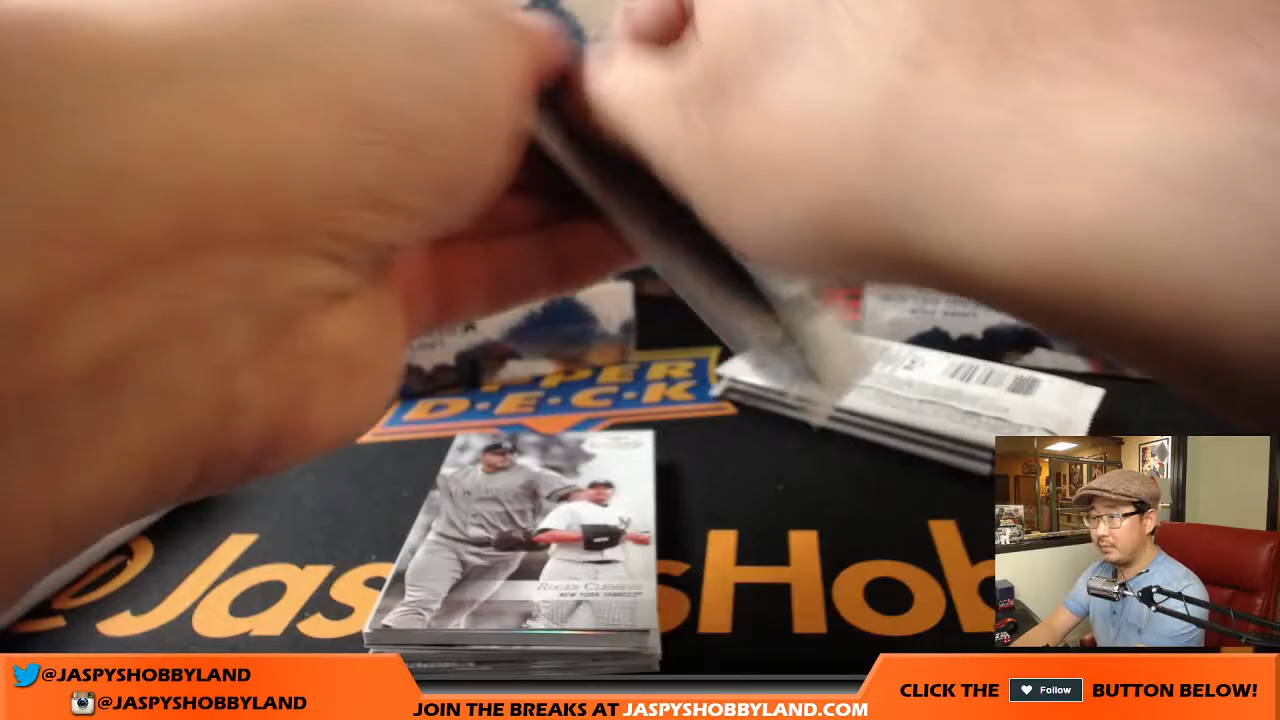 UPPER
D·E·C·K
ROGER CLEMENS
NEW YORK YANKEES
@JaspysHob
@JASPYSHOBBYLAND
@JASPYSHOBBYLAND
JOIN THE BREAKS AT JASPYSHOBBYLAND.COM
CLICK THE Follow BUTTON BELOW!